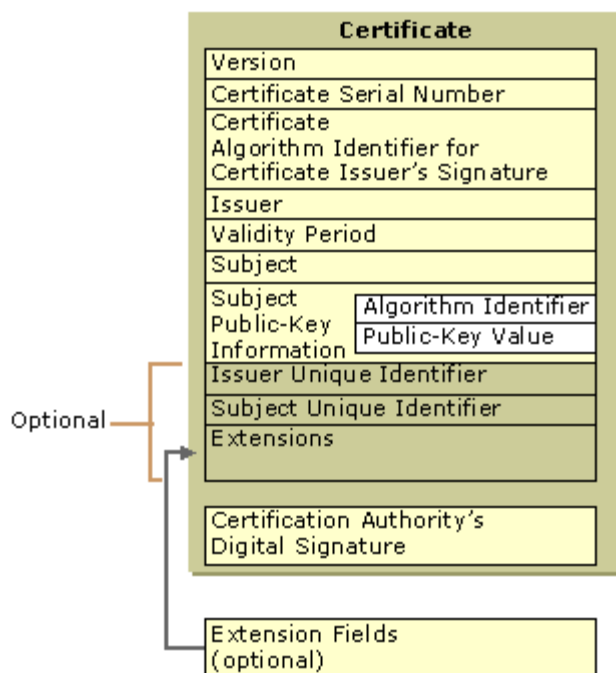 Certificate
Version
Certificate Serial Number
Certificate
Algorithm Identifier for
Certificate Issuer's Signature
Issuer
Validity Period
Subject
Subject
Public-Key
Information
Algorithm Identifier
Public-Key Value
Issuer Unique Identifier
Subject Unique Identifier
Extensions
Optional
Certification Authority's
Digital Signature
Extension Fields
(optional)